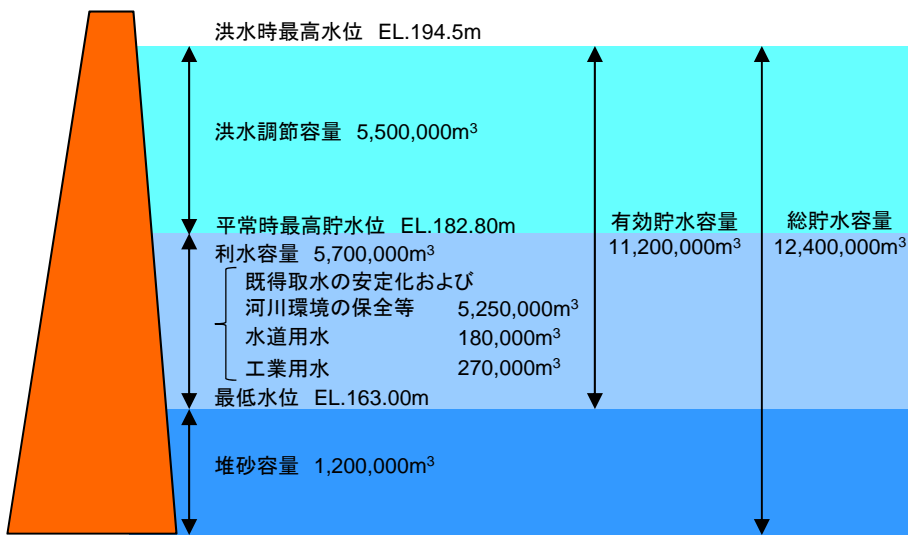 洪水時最高水位 EL.194.5m
洪水調節容量 5,500,000m³
平常時最高貯水位 EL.182.80m
有効貯水容量
11,200,000m³
総貯水容量
12,400,000m³
利水容量 5,700,000m³
既得取水の安定化および
河川環境の保全等 5,250,000m³
水道用水 180,000m³
工業用水 270,000m³
最低水位 EL.163.00m
堆砂容量 1,200,000m³